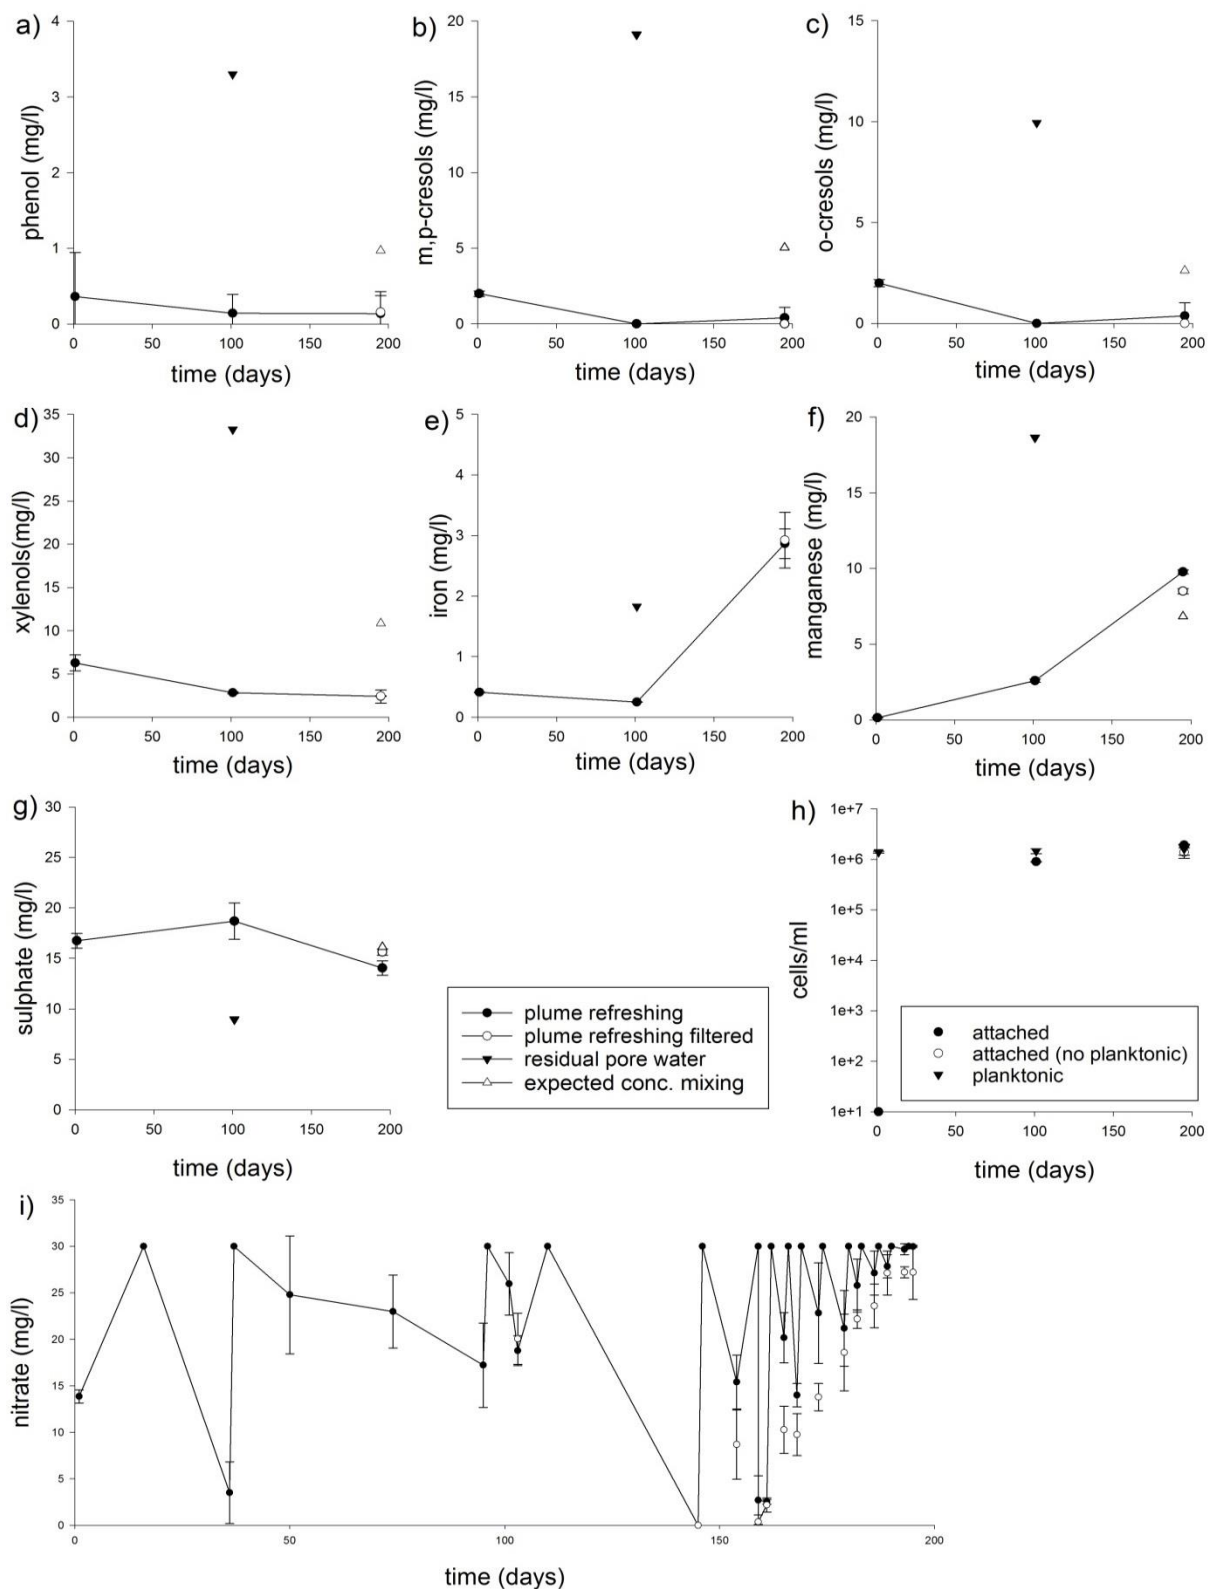 a)
4
3
2
1
0
phenol (mg/l)
0 50 100 150 200
time (days)
b)
20
15
10
5
0
m,p-cresols (mg/l)
0 50 100 150 200
time (days)
c)
15
10
5
0
o-cresols (mg/l)
0 50 100 150 200
time (days)
d)
35
30
25
20
15
10
5
0
xylenols(mg/l)
0 50 100 150 200
time (days)
e)
5
4
3
2
1
0
iron (mg/l)
0 50 100 150 200
time (days)
f)
20
15
10
5
0
manganese (mg/l)
0 50 100 150 200
time (days)
g)
30
25
20
15
10
5
0
sulphate (mg/l)
0 50 100 150 200
time (days)
plume refreshing
plume refreshing filtered
residual pore water
expected conc. mixing
h)
1e+7
1e+6
1e+5
1e+4
1e+3
1e+2
1e+1
cells/ml
attached
attached (no planktonic)
planktonic
0 50 100 150 200
time (days)
i)
35
30
25
20
15
10
5
0
nitrate (mg/l)
0 50 100 150 200
time (days)